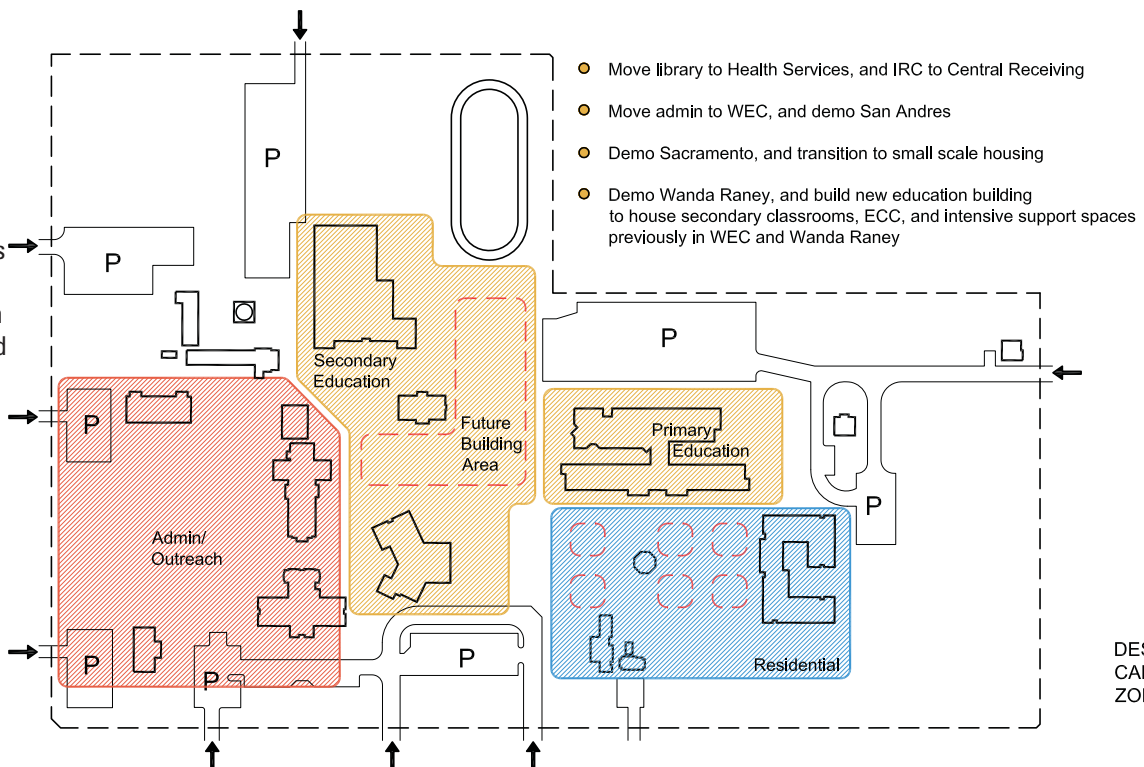 Move library to Health Services, and IRC to Central Receiving
Move admin to WEC, and demo San Andres
Demo Sacramento, and transition to small scale housing
Demo Wanda Raney, and build new education building
to house secondary classrooms, ECC, and intensive support spaces
previously in WEC and Wanda Raney
P
P
P
Secondary
Education
P
Future
Building
Area
Primary
Education
P
Admin/
Outreach
P
P
P
Residential